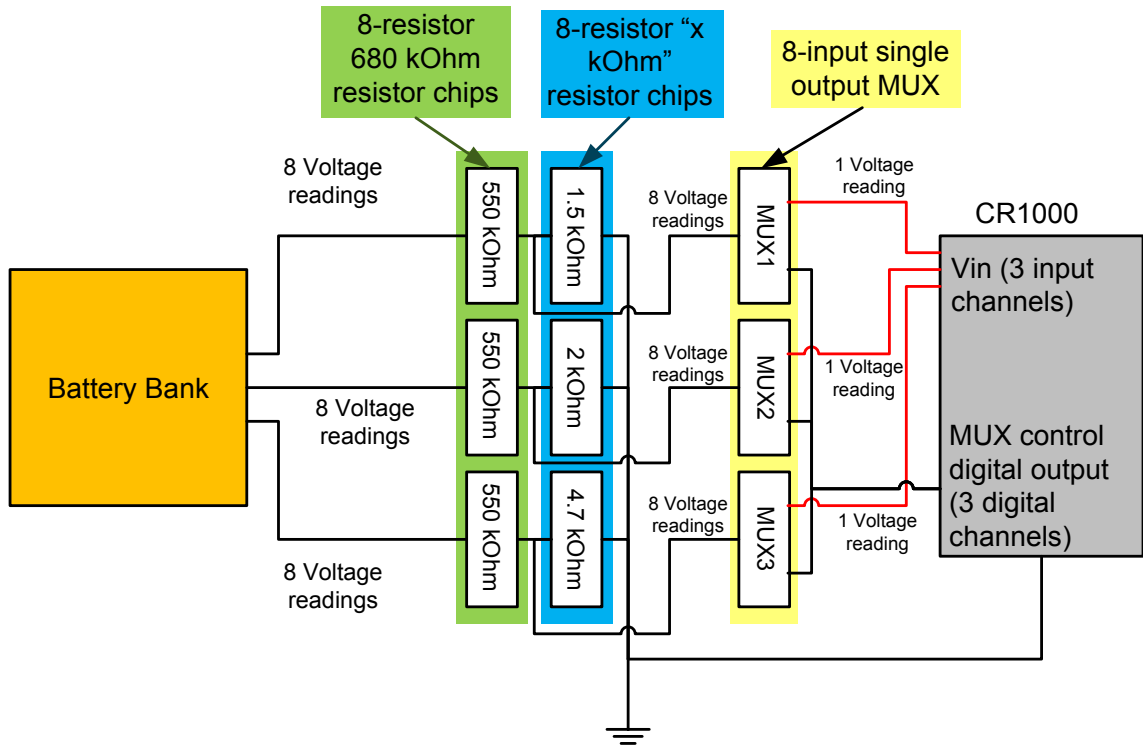 8-resistor
680 kOhm
resistor chips
8-resistor “x
kOhm”
resistor chips
8-input single
output MUX
8 Voltage
readings
8 Voltage
readings
8 Voltage
readings
Battery Bank
550 kOhm
550 kOhm
550 kOhm
1.5 kOhm
2 kOhm
4.7 kOhm
8 Voltage
readings
8 Voltage
readings
8 Voltage
readings
MUX1
MUX2
MUX3
1 Voltage
reading
1 Voltage
reading
1 Voltage
reading
CR1000
Vin (3 input
channels)
MUX control
digital output
(3 digital
channels)